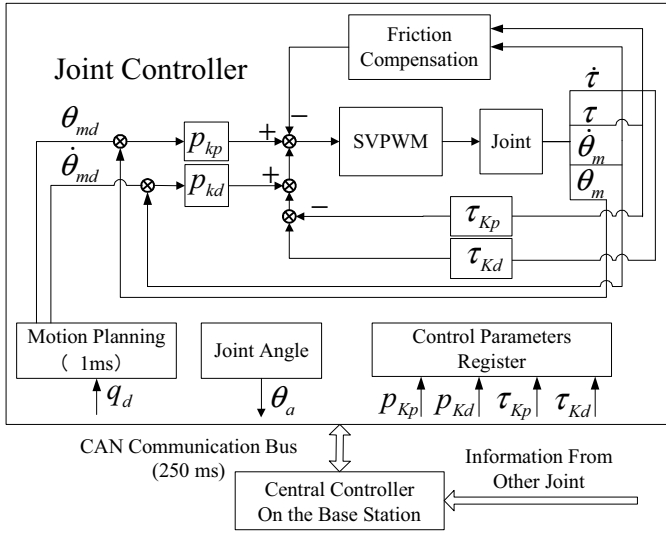 Friction
Compensation
Joint Controller
τ̇
τ
θ̇_m
θ_m
θ_md
θ̇_md
p_kp
p_kd
+
−
+
−
SVPWM
Joint
τ_Kp
τ_Kd
Motion Planning
( 1ms)
q_d
Joint Angle
θ_a
Control Parameters
Register
p_Kp p_Kd τ_Kp τ_Kd
CAN Communication Bus
(250 ms)
Information From
Other Joint
Central Controller
On the Base Station